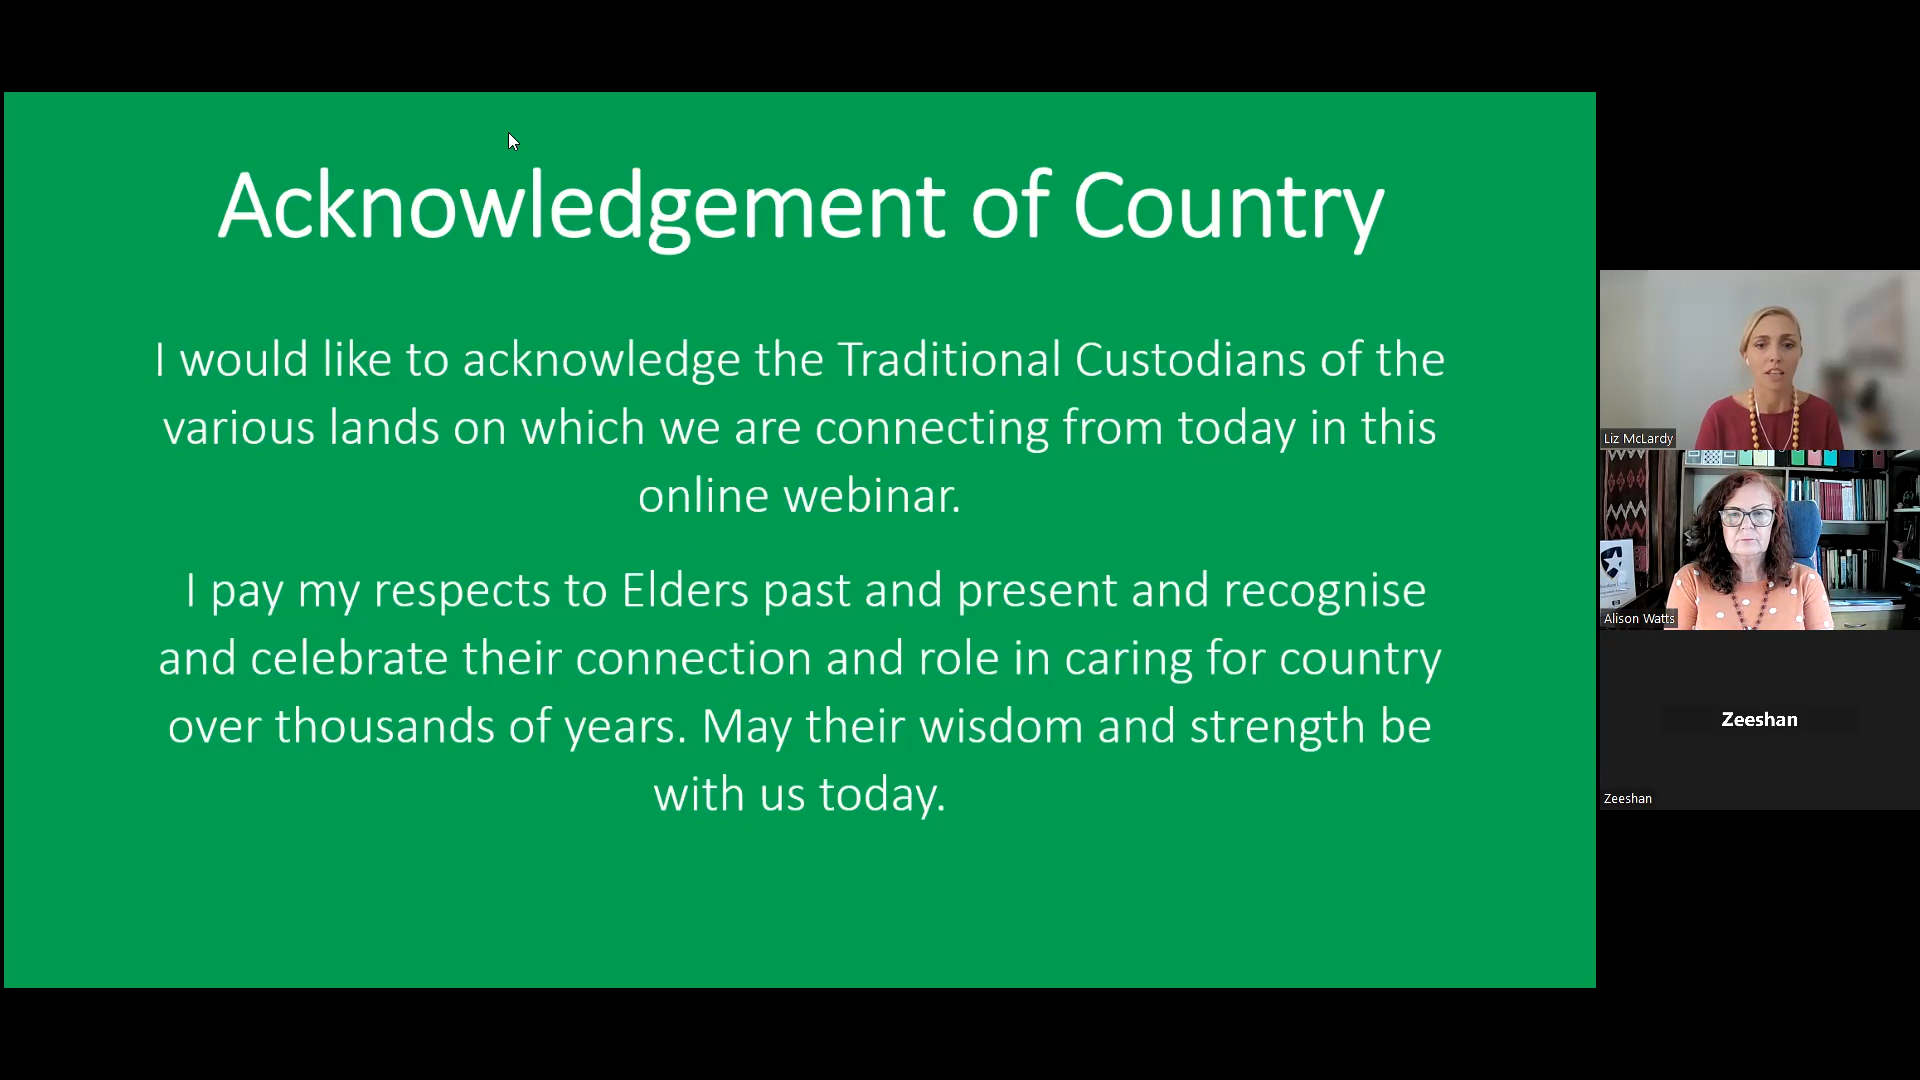 Acknowledgement of Country
I would like to acknowledge the Traditional Custodians of the
various lands on which we are connecting from today in this
online webinar.
I pay my respects to Elders past and present and recognise
and celebrate their connection and role in caring for country
over thousands of years. May their wisdom and strength be
with us today.
Liz McLardy
Alison Watts
Zeeshan
Zeeshan